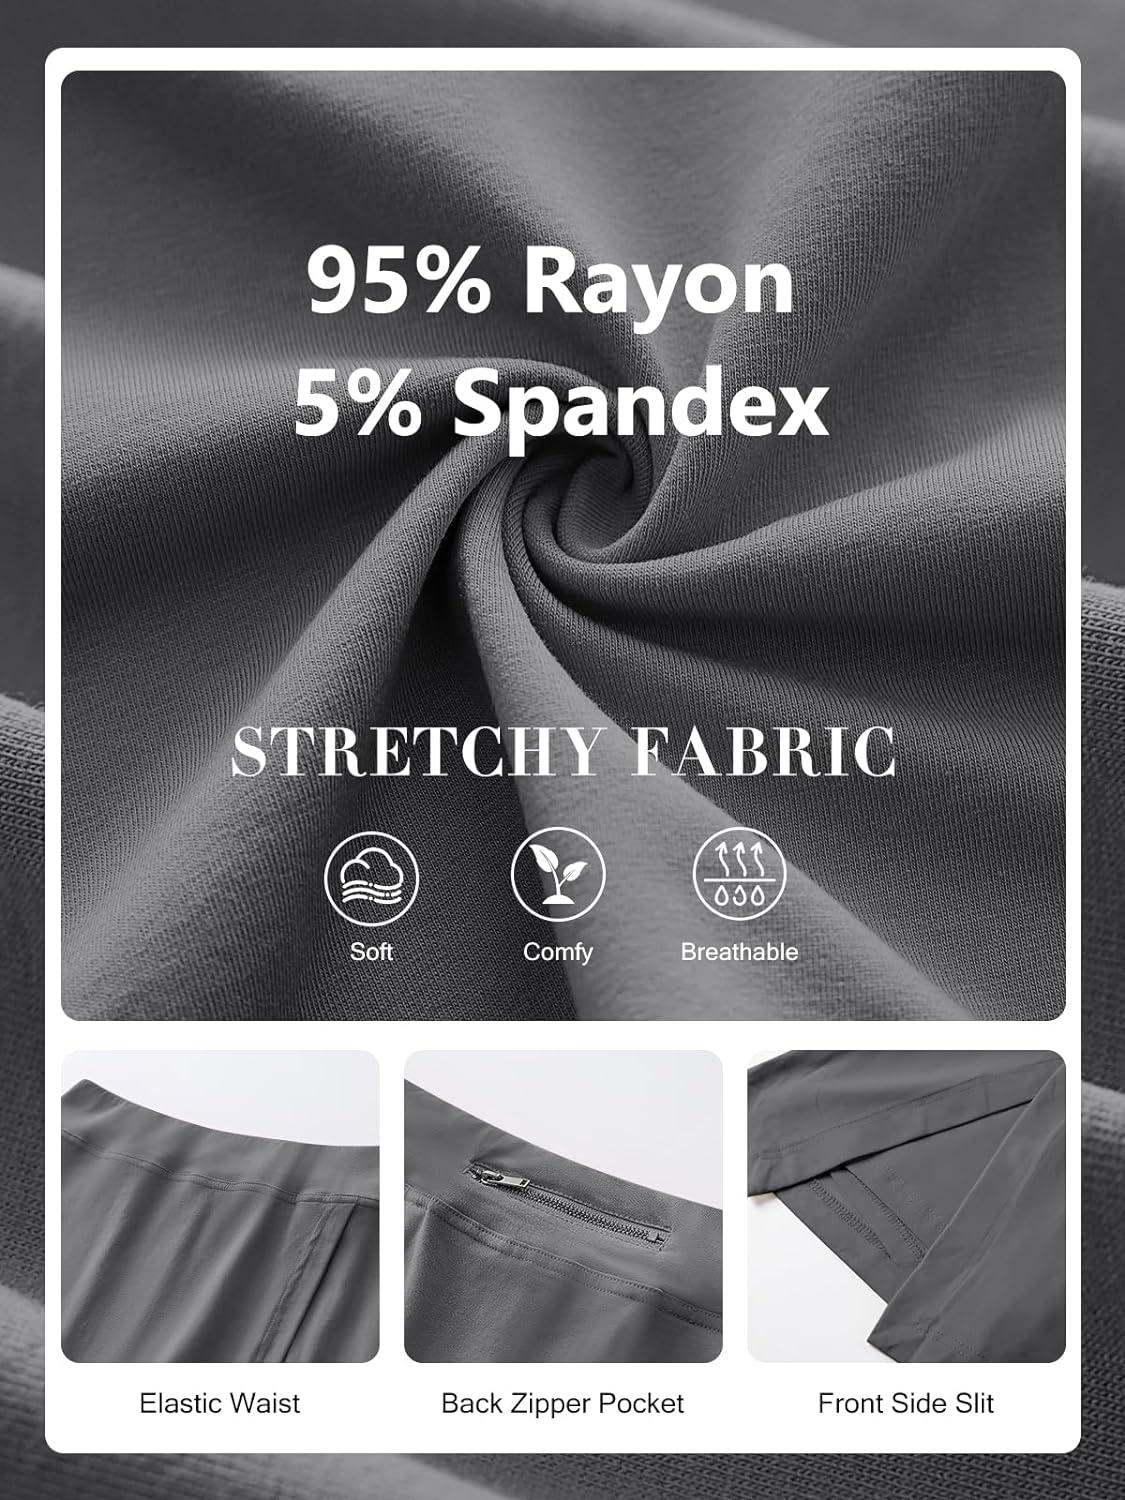 95% Rayon
5% Spandex
STRETCHY FABRIC
Soft
Comfy
Breathable
Elastic Waist
Back Zipper Pocket
Front Side Slit